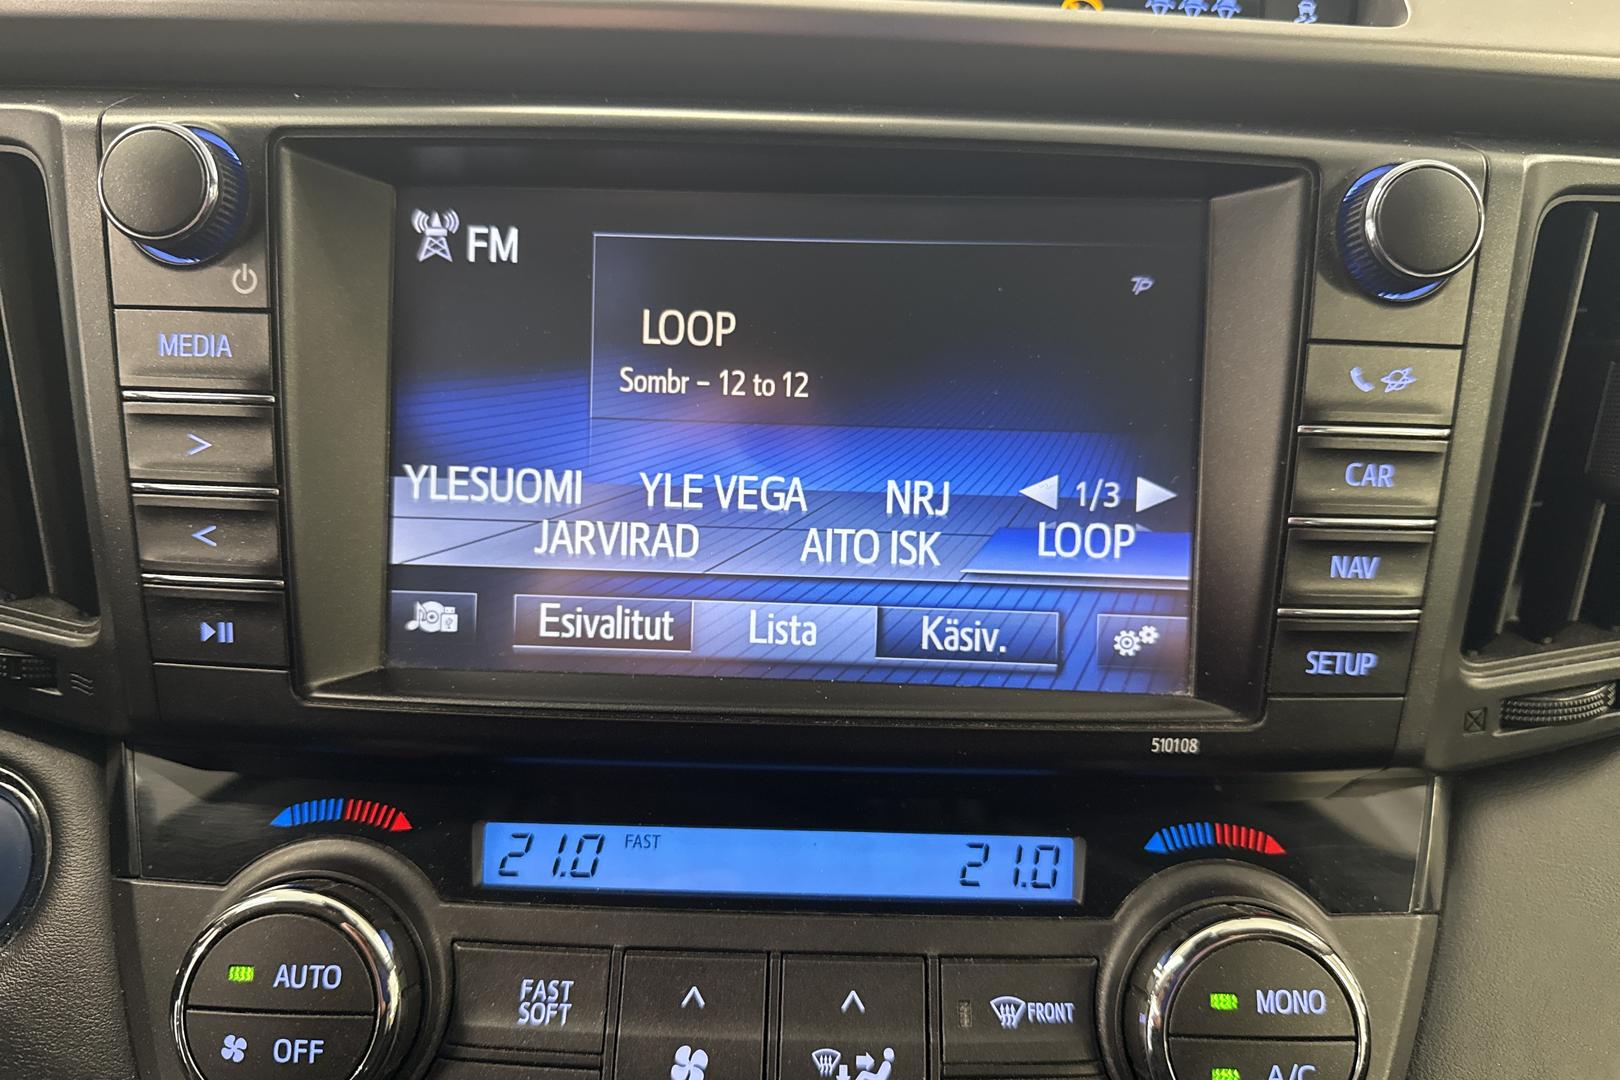 FM
LOOP
TP
Sombr – 12 to 12
YLESUOMI YLE VEGA NRJ 1/3
JARVIRAD AITO ISK LOOP
Esivalitut Lista Käsiv.
MEDIA
>
<
CAR
NAV
SETUP
510108
21.0 FAST 21.0
AUTO
OFF
FAST
SOFT
FRONT
MONO
A/C